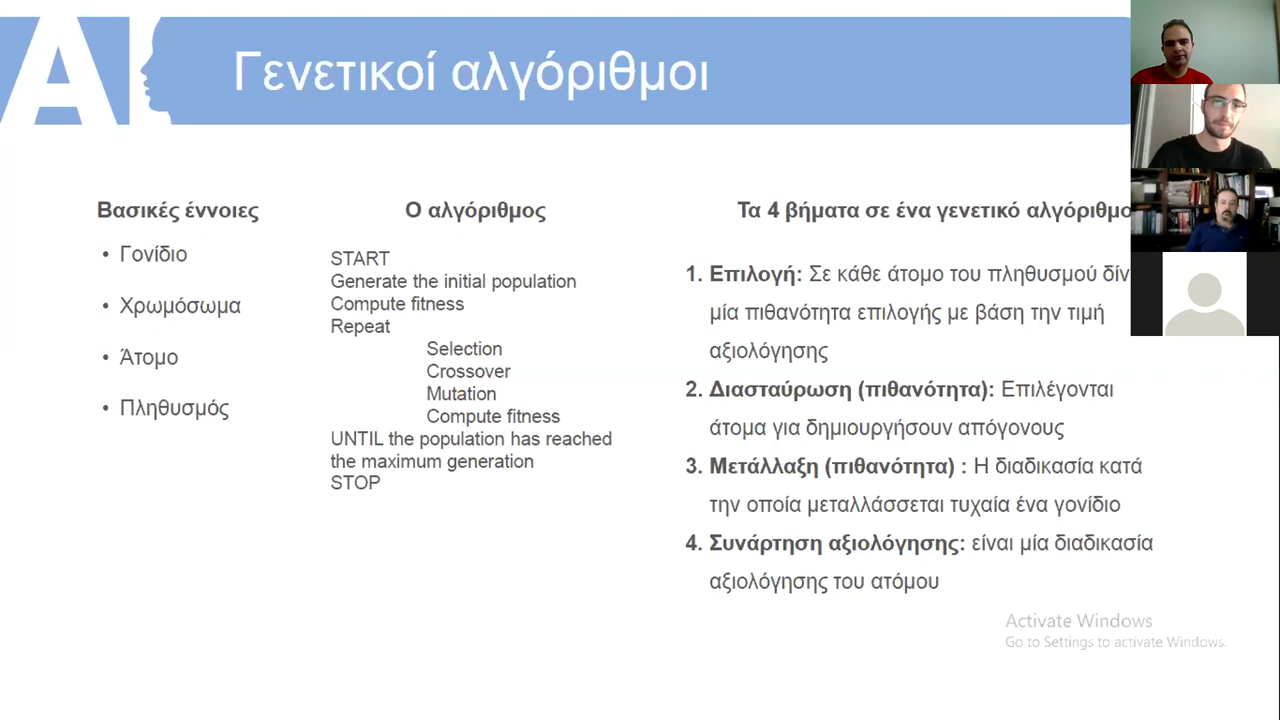 AI
Γενετικοί αλγόριθμοι
Βασικές έννοιες
• Γονίδιο
• Χρωμόσωμα
• Άτομο
• Πληθυσμός
Ο αλγόριθμος
START
Generate the initial population
Compute fitness
Repeat
Selection
Crossover
Mutation
Compute fitness
UNTIL the population has reached
the maximum generation
STOP
Τα 4 βήματα σε ένα γενετικό αλγόριθμο
1. Επιλογή: Σε κάθε άτομο του πληθυσμού δίν
μία πιθανότητα επιλογής με βάση την τιμή
αξιολόγησης
2. Διασταύρωση (πιθανότητα): Επιλέγονται
άτομα για δημιουργήσουν απόγονους
3. Μετάλλαξη (πιθανότητα) : Η διαδικασία κατά
την οποία μεταλλάσσεται τυχαία ένα γονίδιο
4. Συνάρτηση αξιολόγησης: είναι μία διαδικασία
αξιολόγησης του ατόμου
Activate Windows
Go to Settings to activate Windows.